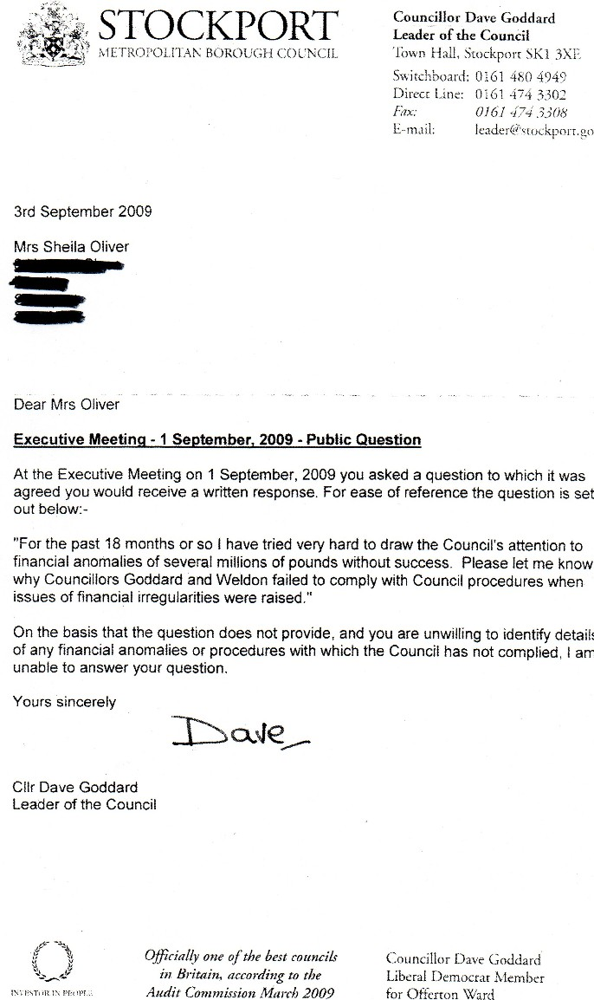 STOCKPORT
METROPOLITAN BOROUGH COUNCIL
Councillor Dave Goddard
Leader of the Council
Town Hall, Stockport SK1 3XE
Switchboard: 0161 480 4949
Direct Line: 0161 474 3302
Fax: 0161 474 3308
E-mail: leader@stockport.go
3rd September 2009
Mrs Sheila Oliver
Dear Mrs Oliver
Executive Meeting - 1 September, 2009 - Public Question
At the Executive Meeting on 1 September, 2009 you asked a question to which it was
agreed you would receive a written response. For ease of reference the question is set
out below:-
"For the past 18 months or so I have tried very hard to draw the Council's attention to
financial anomalies of several millions of pounds without success. Please let me know
why Councillors Goddard and Weldon failed to comply with Council procedures when
issues of financial irregularities were raised."
On the basis that the question does not provide, and you are unwilling to identify details
of any financial anomalies or procedures with which the Council has not complied, I am
unable to answer your question.
Yours sincerely
Dave
Cllr Dave Goddard
Leader of the Council
INVESTOR IN PEOPLE
Officially one of the best councils
in Britain, according to the
Audit Commission March 2009
Councillor Dave Goddard
Liberal Democrat Member
for Offerton Ward